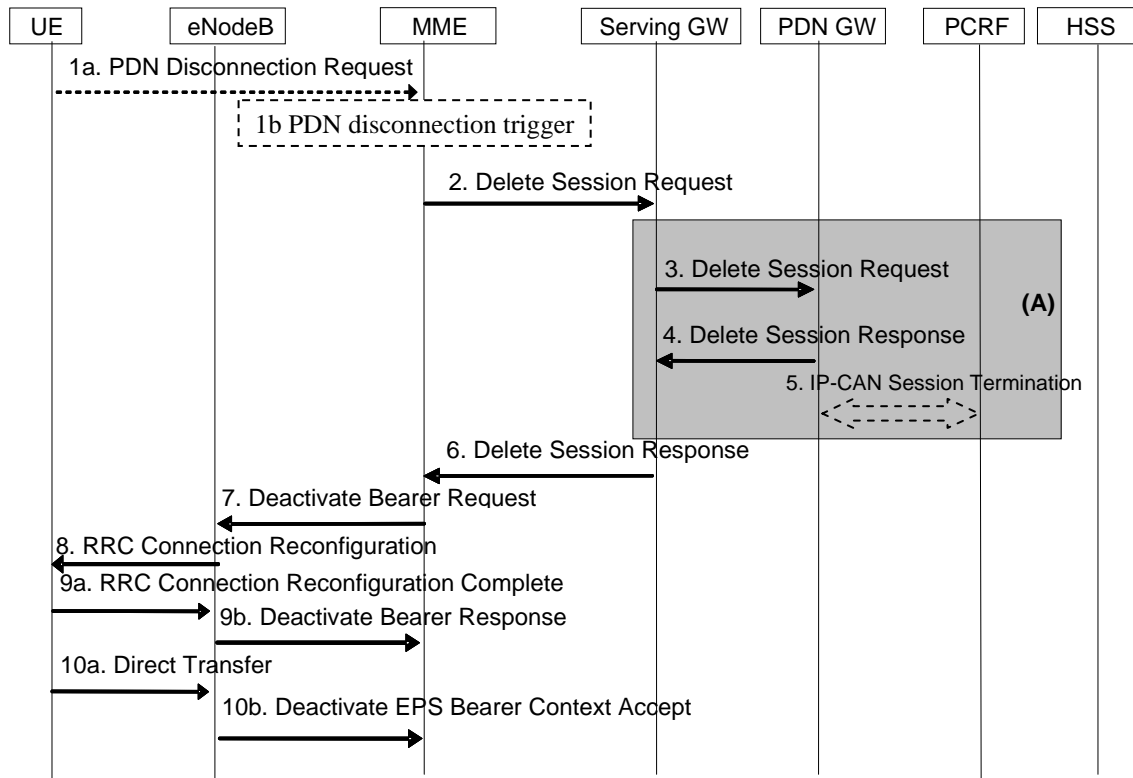 UE
eNodeB
MME
Serving GW
PDN GW
PCRF
HSS
1a. PDN Disconnection Request
1b PDN disconnection trigger
2. Delete Session Request
3. Delete Session Request
(A)
4. Delete Session Response
5. IP-CAN Session Termination
6. Delete Session Response
7. Deactivate Bearer Request
8. RRC Connection Reconfiguration
9a. RRC Connection Reconfiguration Complete
9b. Deactivate Bearer Response
10a. Direct Transfer
10b. Deactivate EPS Bearer Context Accept